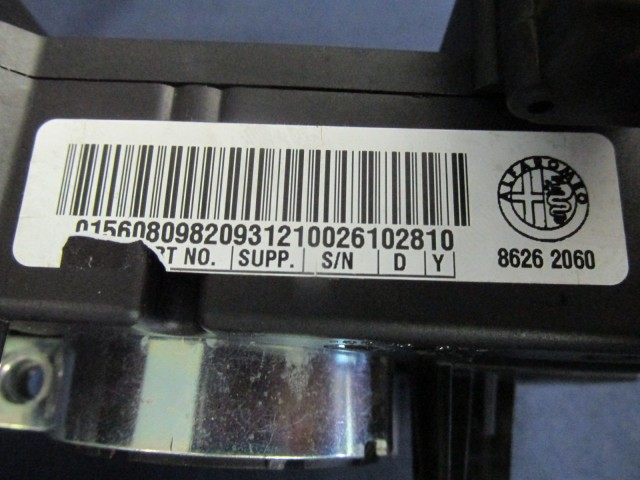 01560809820931210026102810
RT NO. SUPP. S/N D Y
ALFA ROMEO
8626 2060